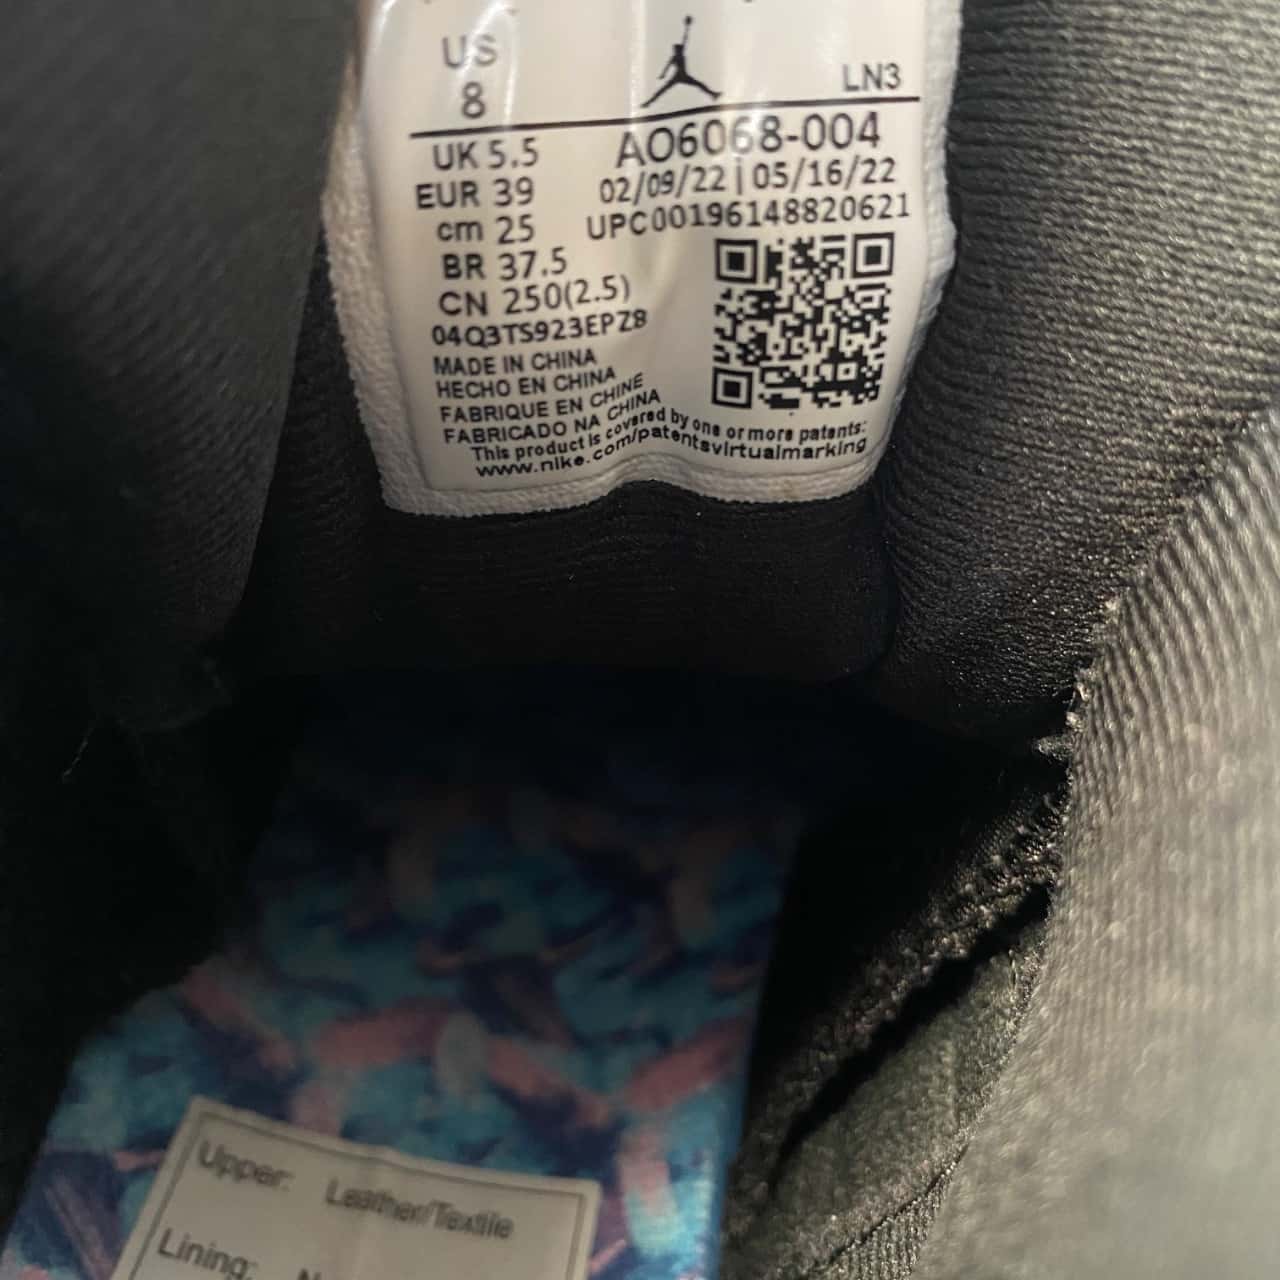 US
8
LN3
UK 5.5
AO6068-004
EUR 39
02/09/22 | 05/16/22
cm 25
UPC00196148820621
BR 37.5
CN 250(2.5)
04Q3TS923EPZ8
MADE IN CHINA
HECHO EN CHINA
FABRIQUE EN CHINE
FABRICADO NA CHINA
This product is covered by one or more patents:
www.nike.com/patentsvirtualmarking
Upper: Leather/Textile
Lining: